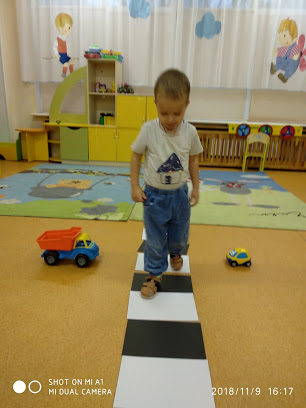 SHOT ON MI A1
MI DUAL CAMERA
2018/11/9 16:17